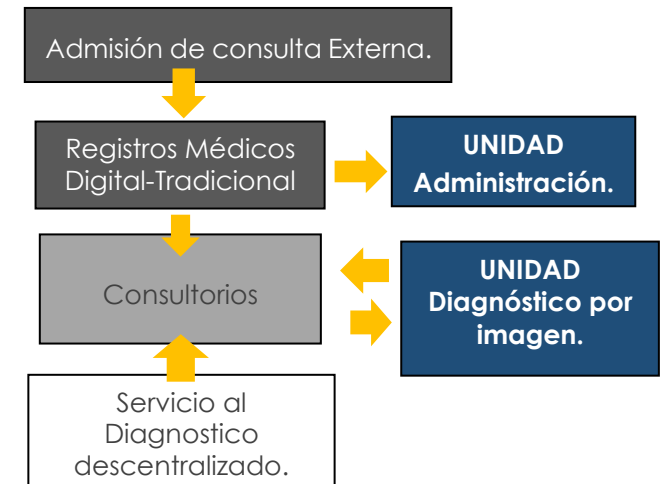 Admisión de consulta Externa.
Registros Médicos
Digital-Tradicional
UNIDAD
Administración.
Consultorios
UNIDAD
Diagnóstico por
imagen.
Servicio al
Diagnostico
descentralizado.